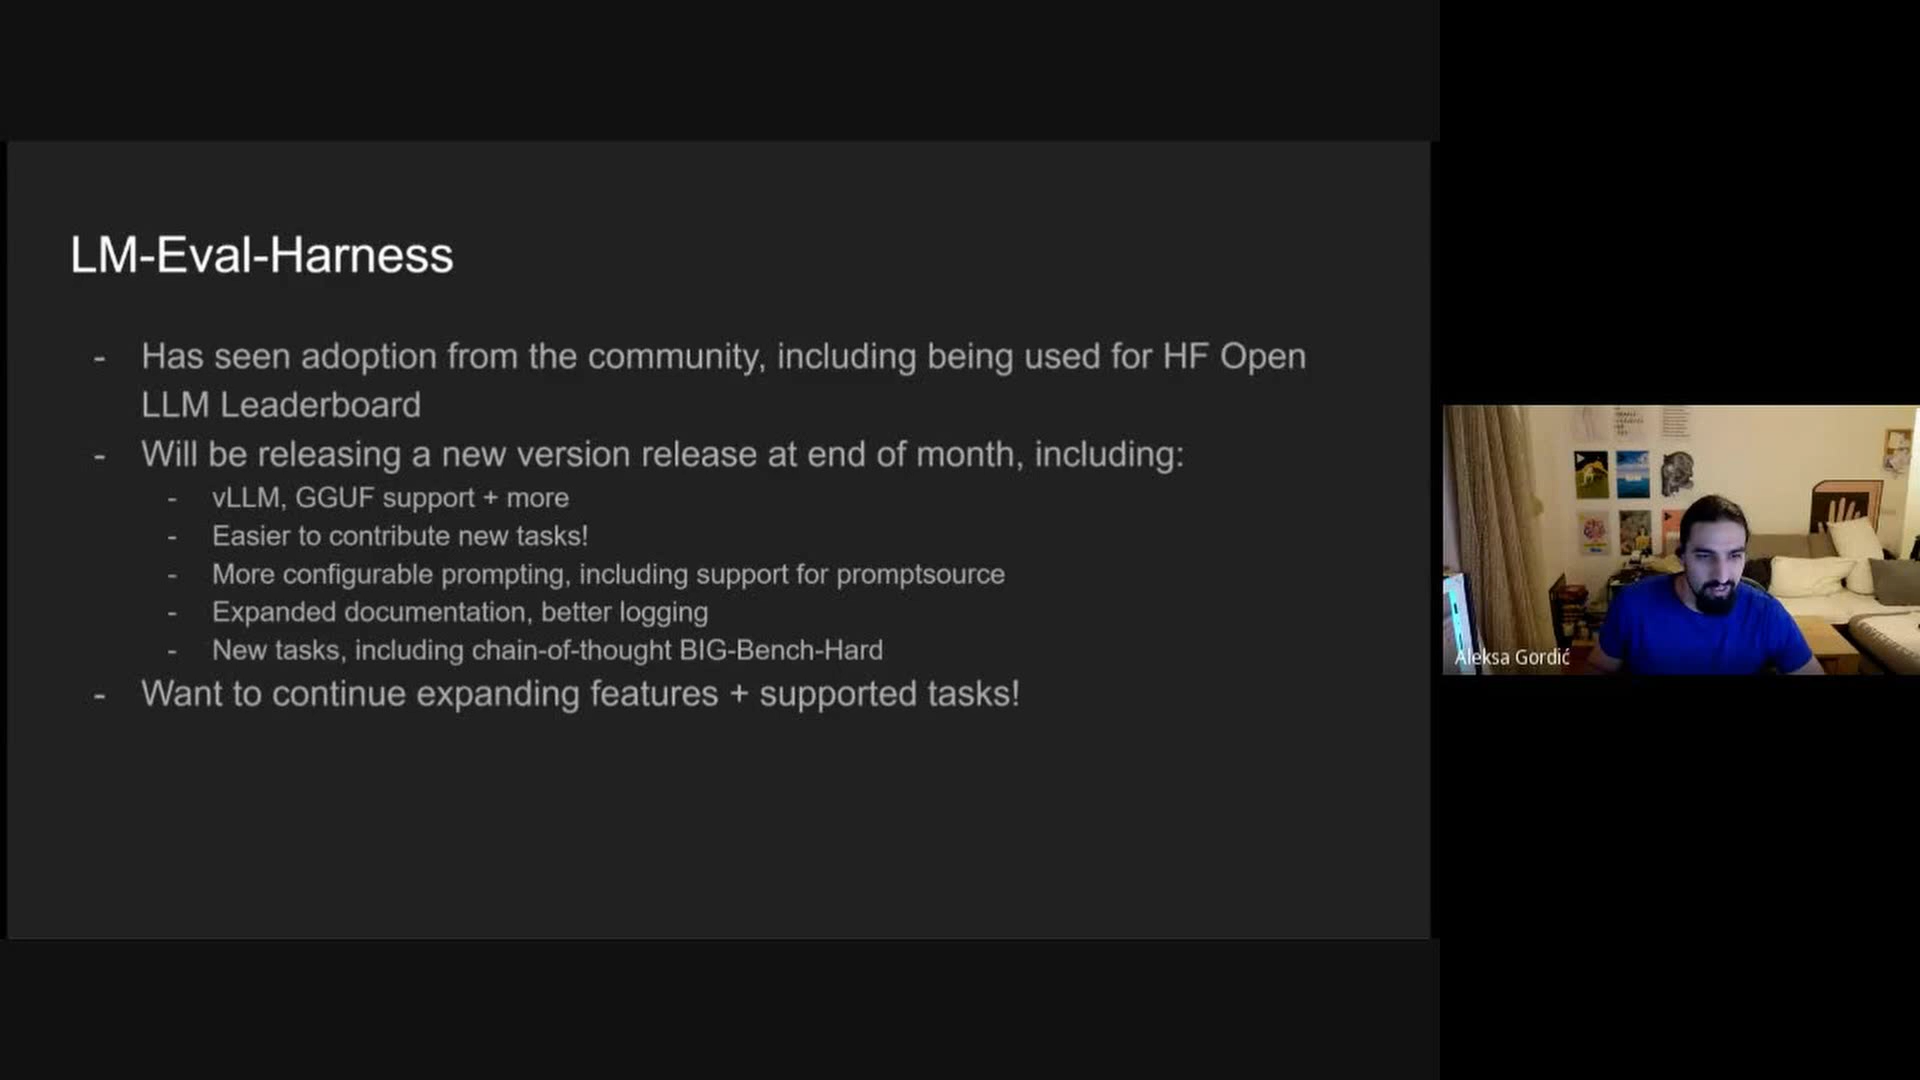 LM-Eval-Harness
- Has seen adoption from the community, including being used for HF Open
LLM Leaderboard
- Will be releasing a new version release at end of month, including:
- vLLM, GGUF support + more
- Easier to contribute new tasks!
- More configurable prompting, including support for promptsource
- Expanded documentation, better logging
- New tasks, including chain-of-thought BIG-Bench-Hard
- Want to continue expanding features + supported tasks!
Aleksa Gordić